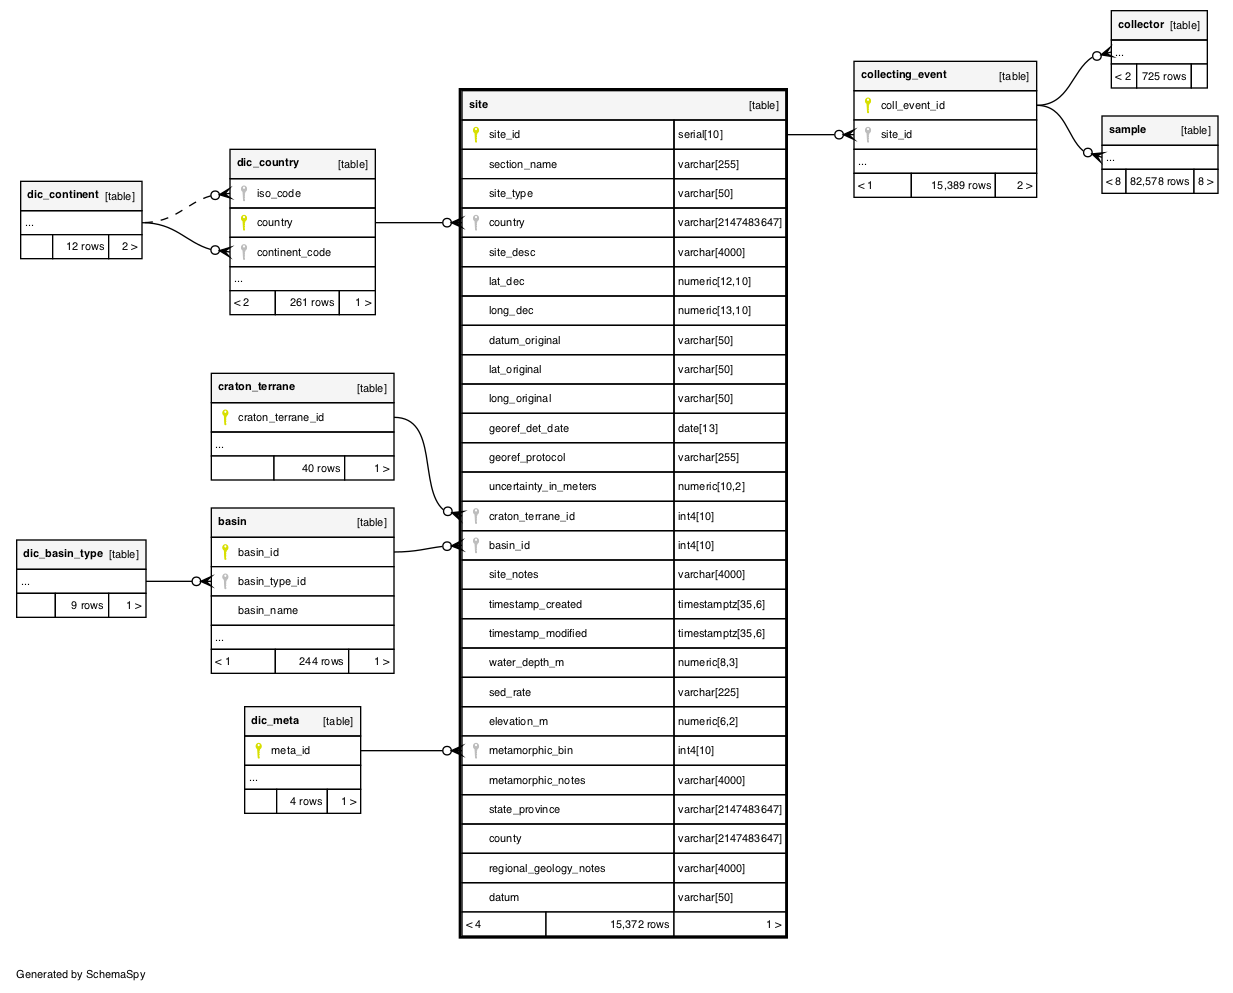 collector [table]
...
< 2 725 rows
collecting_event [table]
coll_event_id
site_id
...
< 1 15,389 rows 2 >
sample [table]
...
< 8 82,578 rows 8 >
site [table]
site_id serial[10]
section_name varchar[255]
site_type varchar[50]
country varchar[2147483647]
site_desc varchar[4000]
lat_dec numeric[12,10]
long_dec numeric[13,10]
datum_original varchar[50]
lat_original varchar[50]
long_original varchar[50]
georef_det_date date[13]
georef_protocol varchar[255]
uncertainty_in_meters numeric[10,2]
craton_terrane_id int4[10]
basin_id int4[10]
site_notes varchar[4000]
timestamp_created timestamptz[35,6]
timestamp_modified timestamptz[35,6]
water_depth_m numeric[8,3]
sed_rate varchar[225]
elevation_m numeric[6,2]
metamorphic_bin int4[10]
metamorphic_notes varchar[4000]
state_province varchar[2147483647]
county varchar[2147483647]
regional_geology_notes varchar[4000]
datum varchar[50]
< 4 15,372 rows 1 >
dic_country [table]
iso_code
country
continent_code
...
< 2 261 rows 1 >
dic_continent [table]
...
12 rows 2 >
craton_terrane [table]
craton_terrane_id
...
40 rows 1 >
basin [table]
basin_id
basin_type_id
basin_name
...
< 1 244 rows 1 >
dic_basin_type [table]
...
9 rows 1 >
dic_meta [table]
meta_id
...
4 rows 1 >
Generated by SchemaSpy